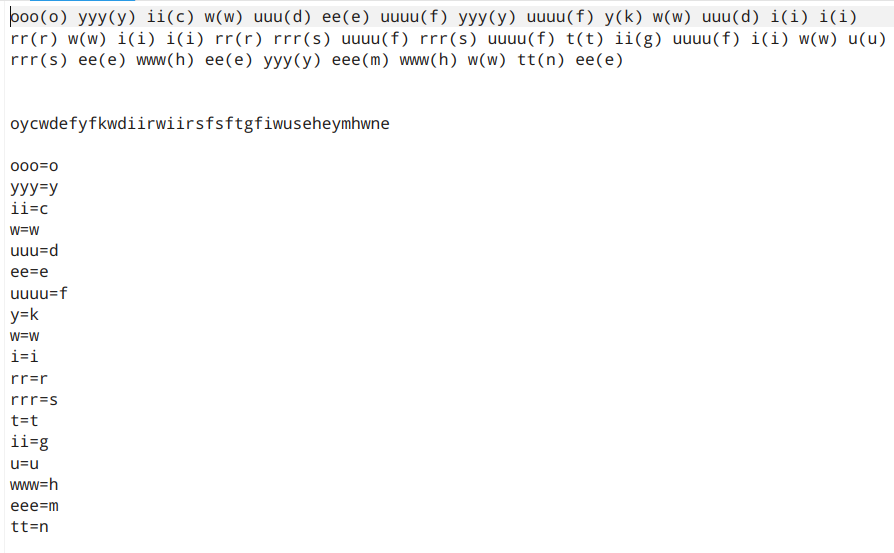 ooo(o) yyy(y) ii(c) w(w) uuu(d) ee(e) uuuu(f) yyy(y) uuuu(f) y(k) w(w) uuu(d) i(i) i(i)
rr(r) w(w) i(i) i(i) rr(r) rrr(s) uuuu(f) rrr(s) uuuu(f) t(t) ii(g) uuuu(f) i(i) w(w) u(u)
rrr(s) ee(e) www(h) ee(e) yyy(y) eee(m) www(h) w(w) tt(n) ee(e)
oycwdefyfkwdiirwiirsfsftgfiwuseheymhwne
ooo=o
yyy=y
ii=c
w=w
uuu=d
ee=e
uuuu=f
y=k
w=w
i=i
rr=r
rrr=s
t=t
ii=g
u=u
www=h
eee=m
tt=n